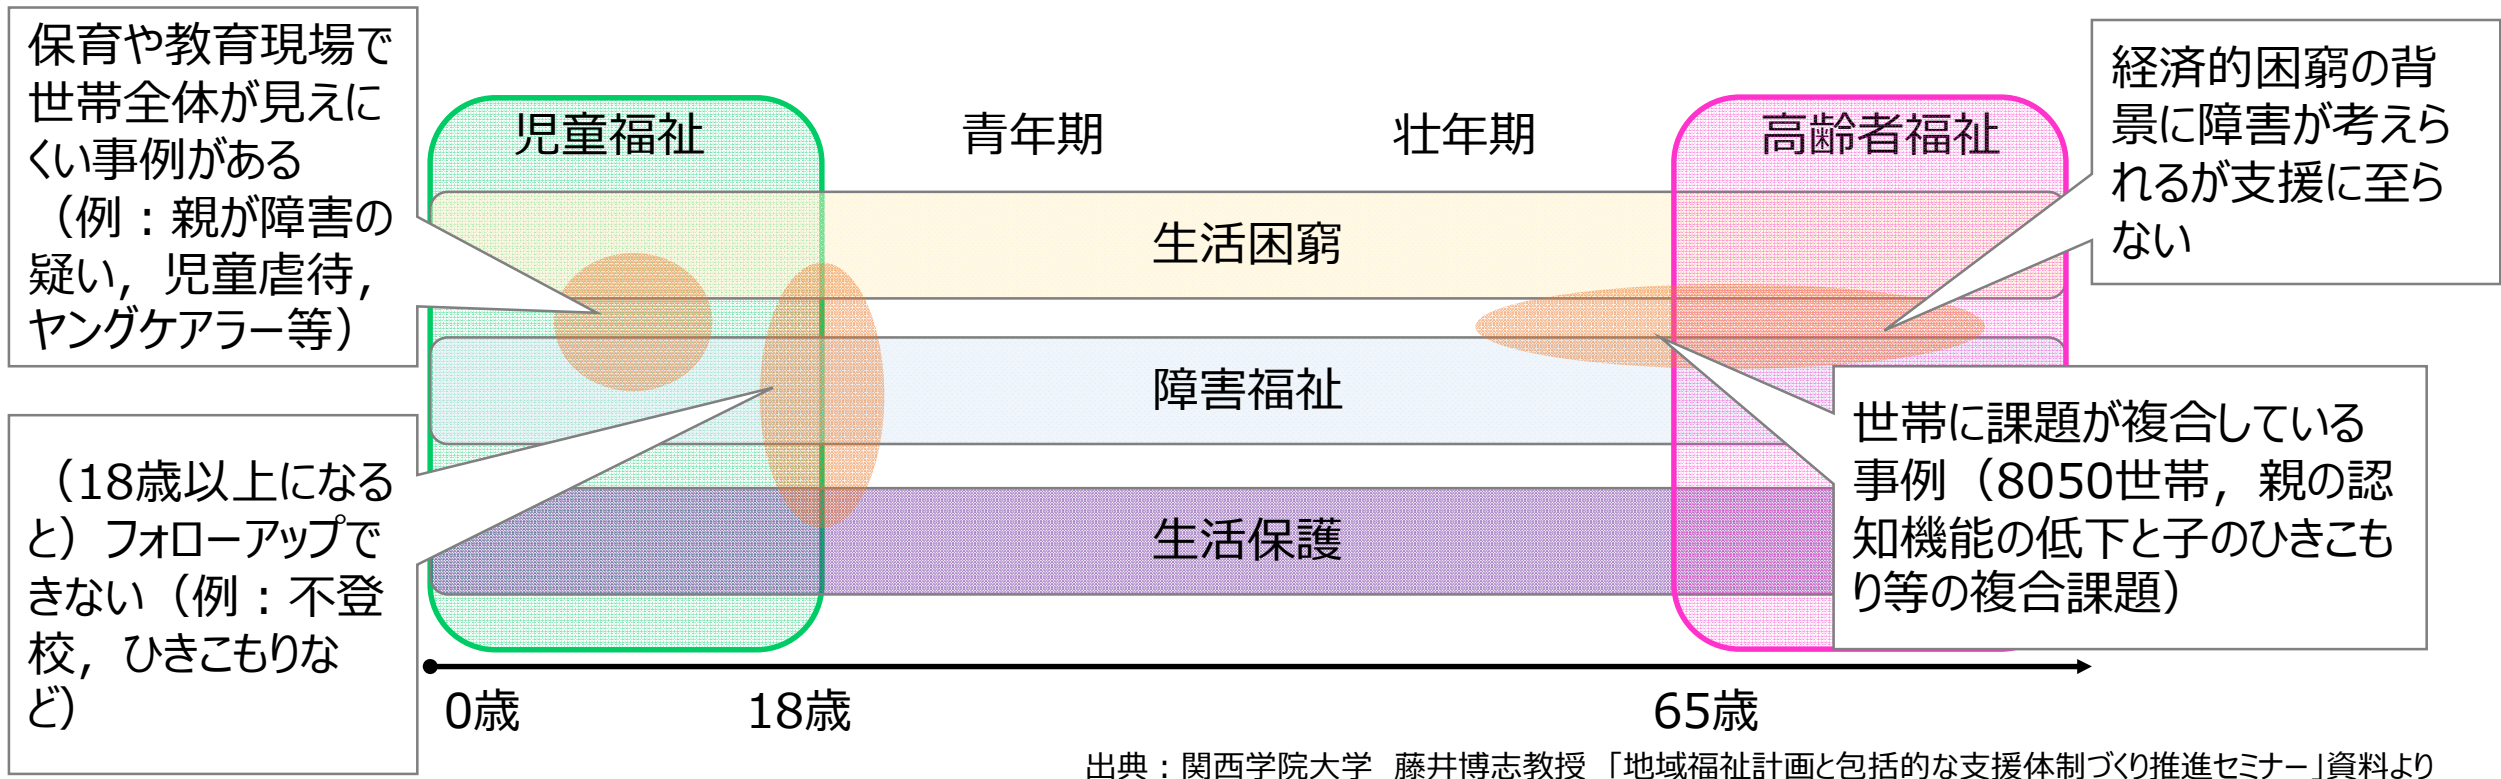 保育や教育現場で
世帯全体が見えに
くい事例がある
（例：親が障害の
疑い，児童虐待，
ヤングケアラー等）
（18歳以上になる
と）フォローアップで
きない（例：不登
校，ひきこもりな
ど）
児童福祉
青年期
壮年期
高齢者福祉
生活困窮
障害福祉
生活保護
経済的困窮の背
景に障害が考えら
れるが支援に至ら
ない
世帯に課題が複合している
事例（8050世帯，親の認
知機能の低下と子のひきこも
り等の複合課題）
0歳
18歳
65歳
出典：関西学院大学　藤井博志教授　「地域福祉計画と包括的な支援体制づくり推進セミナー」資料より